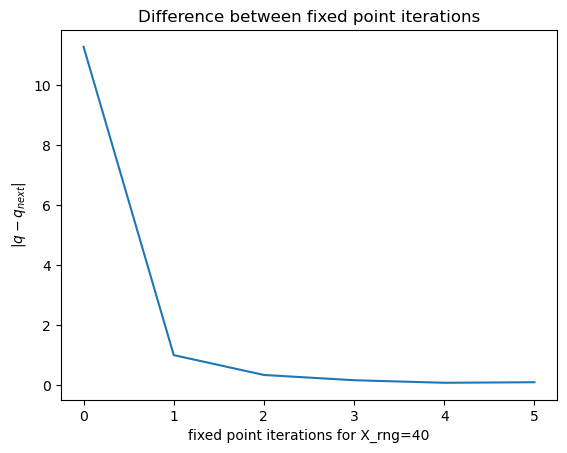 Difference between fixed point iterations
10
8
6
4
2
0
|q − q_next|
0 1 2 3 4 5
fixed point iterations for X_rng=40